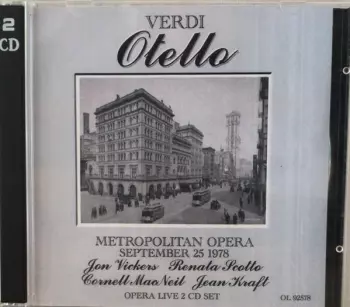 2
CD
VERDI
Otello
METROPOLITAN OPERA
SEPTEMBER 25 1978
Jon Vickers Renata Scotto
Cornell MacNeil Jean Kraft
OPERA LIVE 2 CD SET
OL 92578